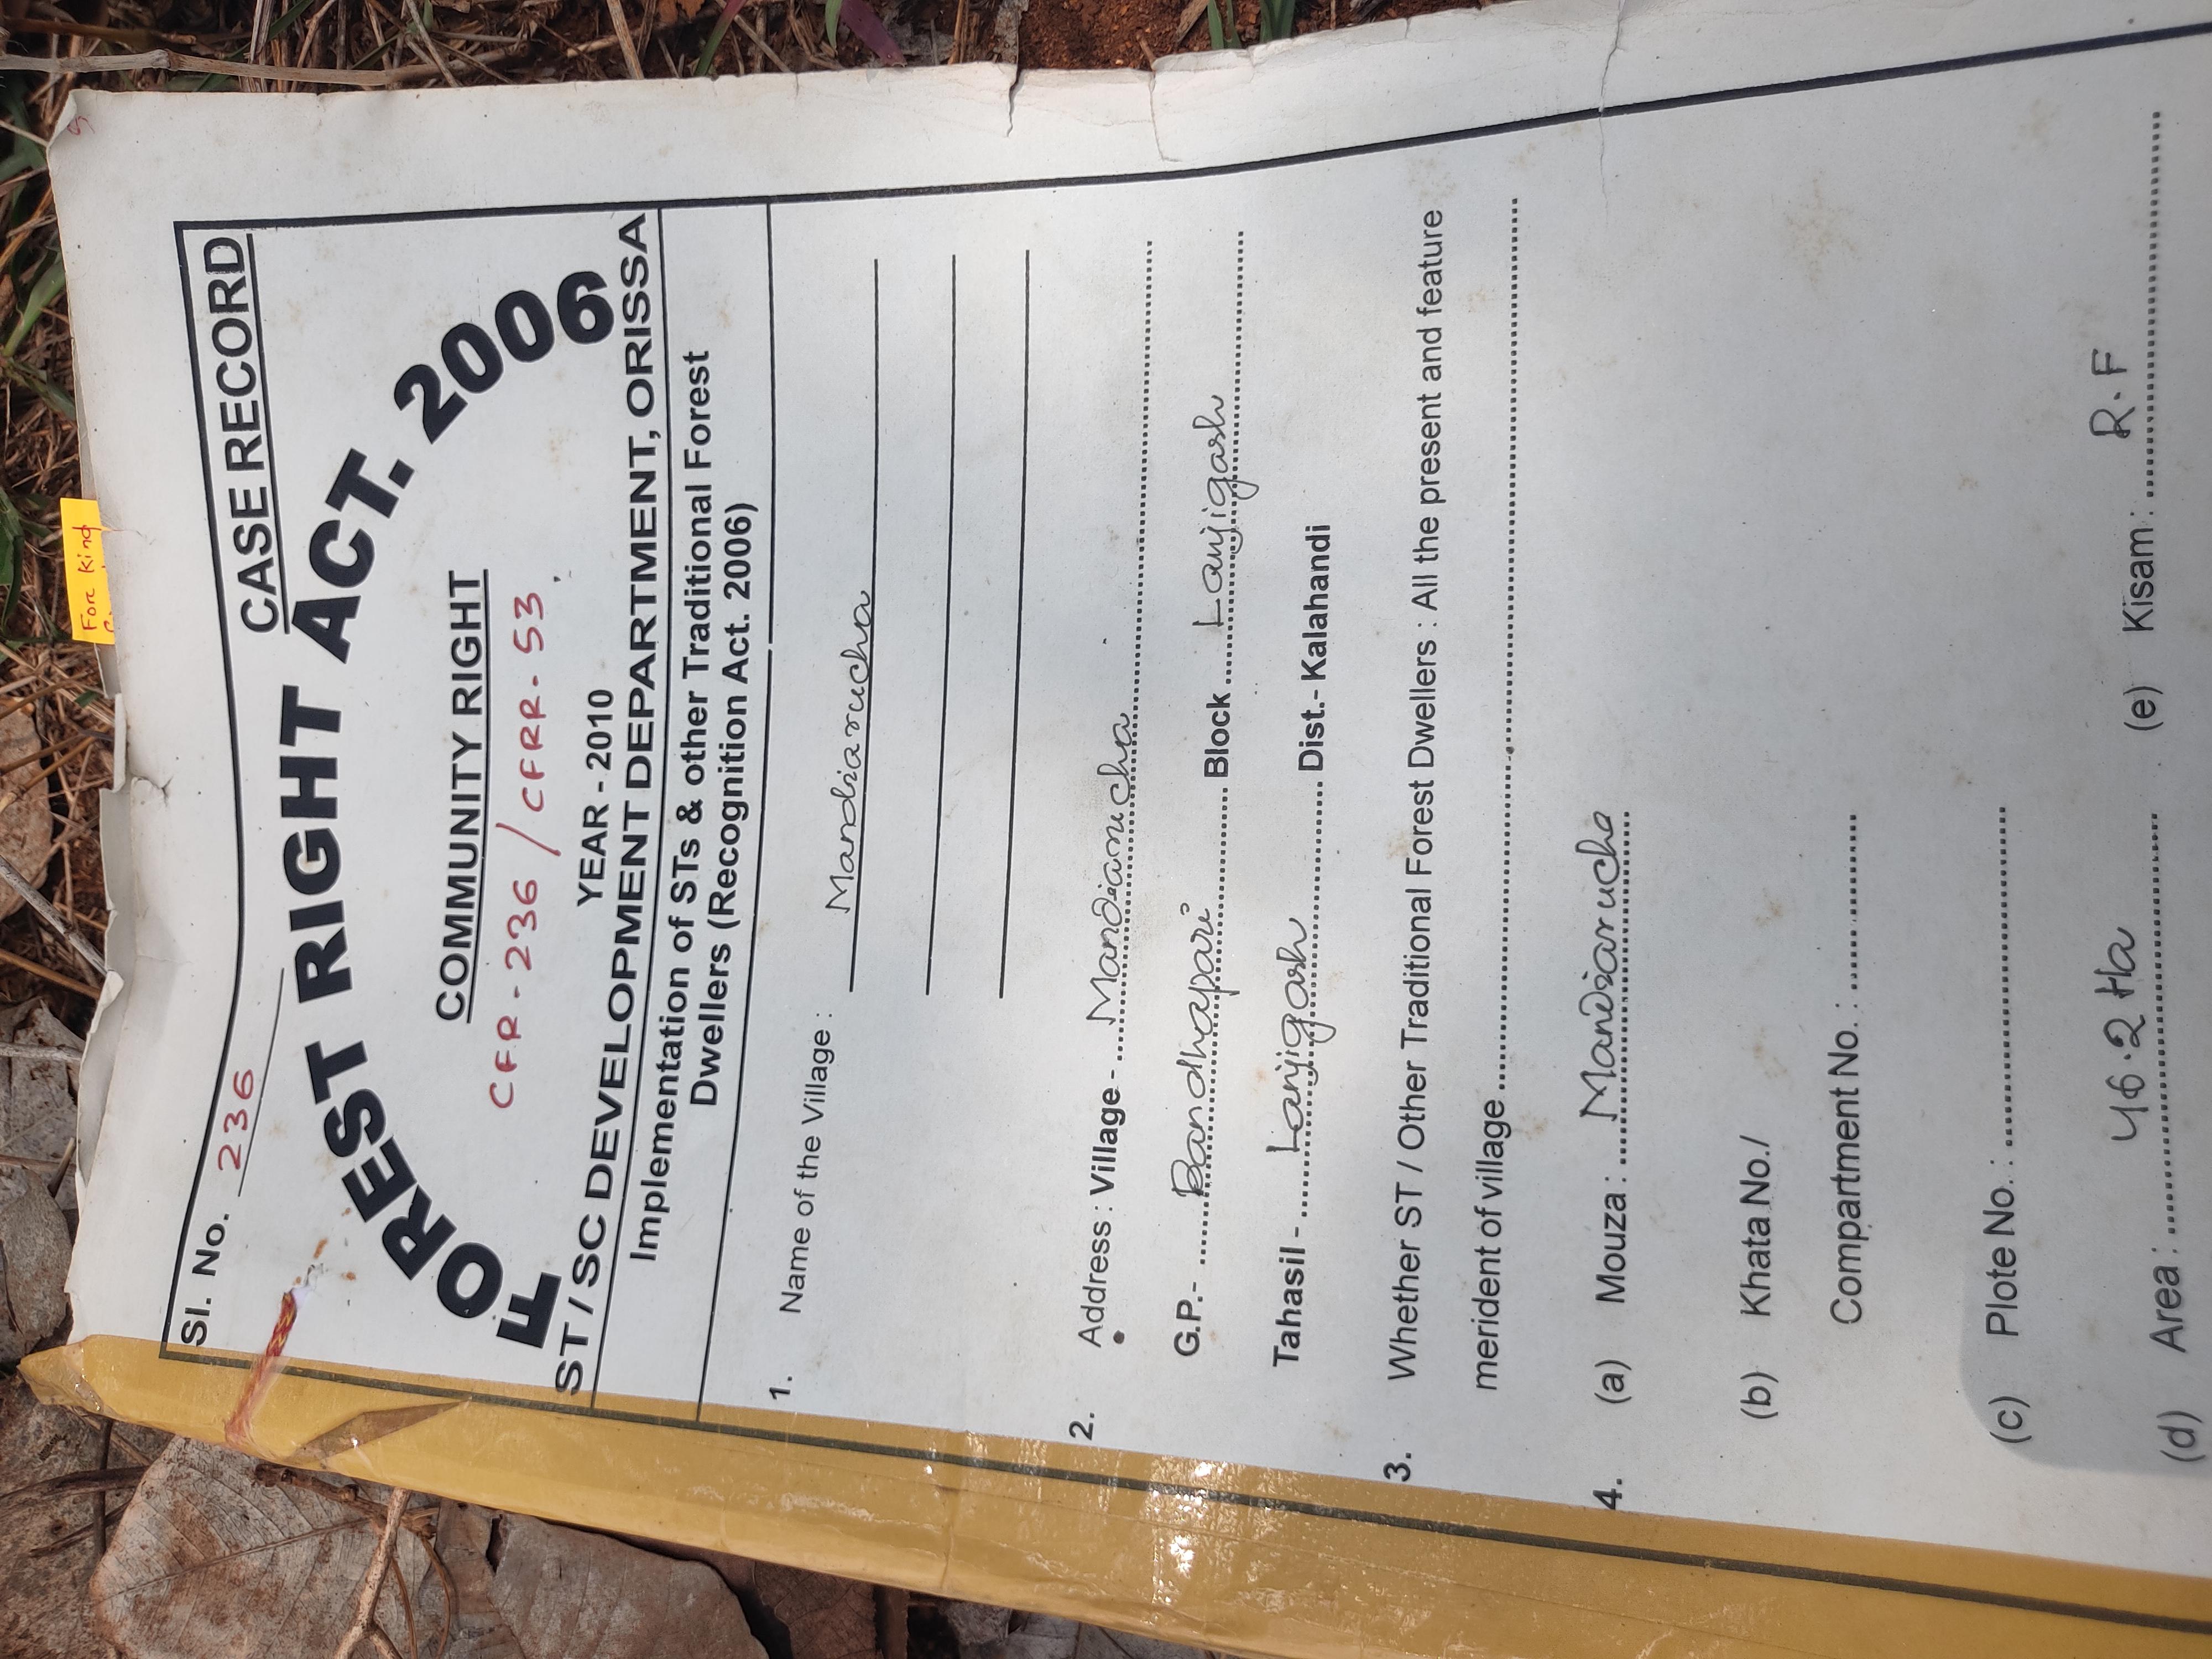 For king
Sl. No. 236
CASE RECORD
FOREST RIGHT ACT. 2006
COMMUNITY RIGHT
CFR-236 / CFRR-53
YEAR - 2010
ST / SC DEVELOPMENT DEPARTMENT, ORISSA
Implementation of STs & other Traditional Forest
Dwellers (Recognition Act. 2006)
1. Name of the Village : Mandiarucha
2. Address : Village - Mandiarucha
G.P.- Bandhapari Block Lanjigarh
Tahasil - Lanjigarh Dist.- Kalahandi
3. Whether ST / Other Traditional Forest Dwellers : All the present and feature
merident of village
4. (a) Mouza : Mandiarucha
(b) Khata No./
Compartment No. :
(c) Plote No. :
(d) Area : 46.2 Ha (e) Kisam : R.F